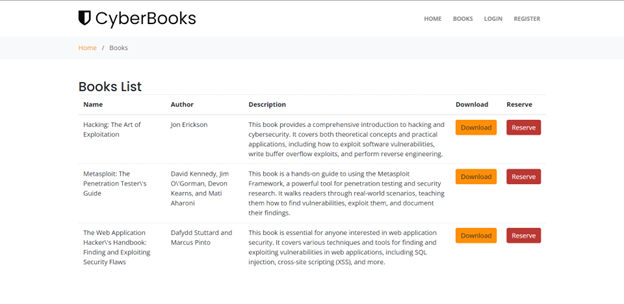 CyberBooks
HOME BOOKS LOGIN REGISTER
Home / Books
Books List
Name Author Description Download Reserve
Hacking: The Art of
Exploitation
Jon Erickson
This book provides a comprehensive introduction to hacking and
cybersecurity. It covers both theoretical concepts and practical
applications, including how to exploit software vulnerabilities,
write buffer overflow exploits, and perform reverse engineering.
Download
Reserve
Metasploit: The
Penetration Tester\'s
Guide
David Kennedy, Jim
O\'Gorman, Devon
Kearns, and Mati
Aharoni
This book is a hands-on guide to using the Metasploit
Framework, a powerful tool for penetration testing and security
research. It walks readers through real-world scenarios, teaching
them how to find vulnerabilities, exploit them, and document
their findings.
Download
Reserve
The Web Application
Hacker\'s Handbook:
Finding and Exploiting
Security Flaws
Dafydd Stuttard and
Marcus Pinto
This book is essential for anyone interested in web application
security. It covers various techniques and tools for finding and
exploiting vulnerabilities in web applications, including SQL
injection, cross-site scripting (XSS), and more.
Download
Reserve